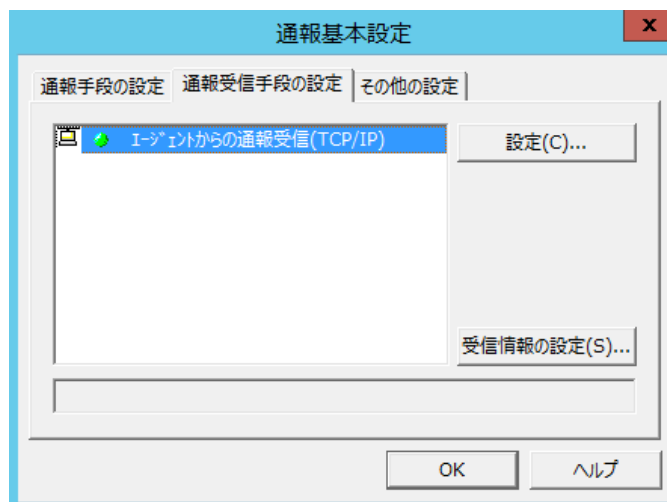 通報基本設定
x
通報手段の設定 通報受信手段の設定 その他の設定
ｴｰｼﾞｪﾝﾄからの通報受信(TCP/IP)
設定(C)...
受信情報の設定(S)...
OK
ヘルプ